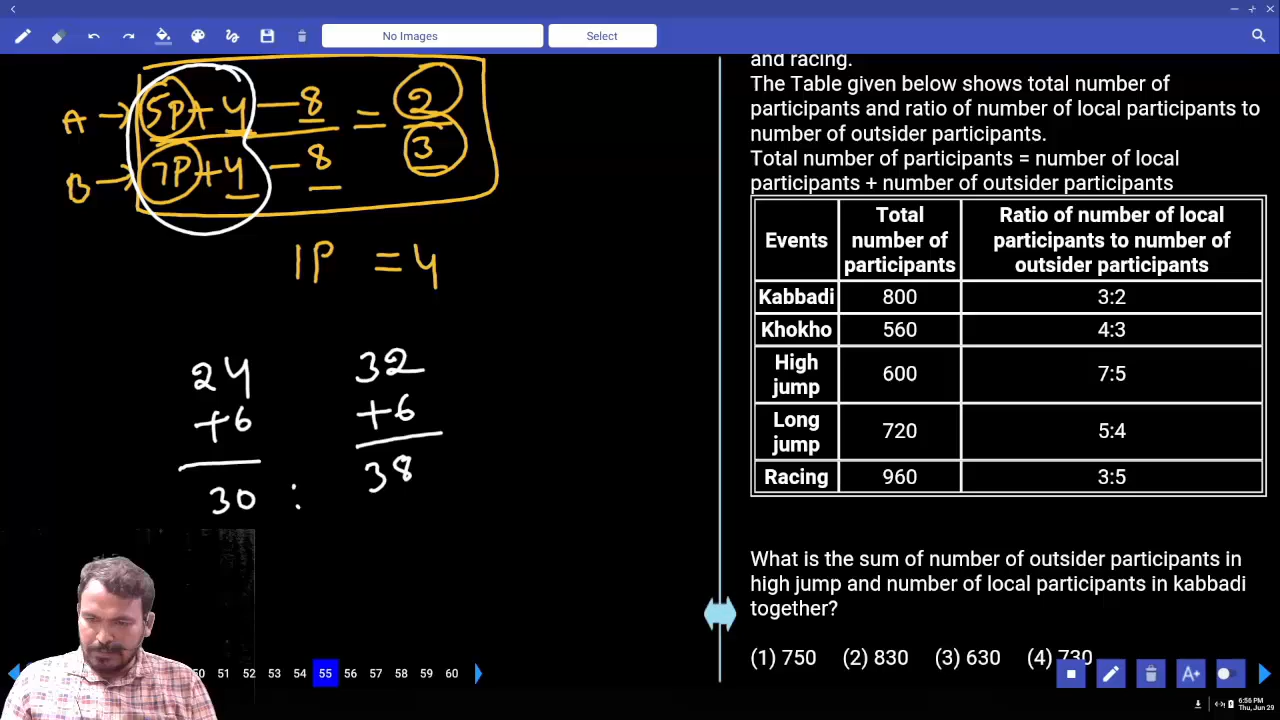 No Images
Select
A → 5P + 4 — 8 = 2
B → 7P + 4 — 8 3
1P = 4
24 32
+6 +6
30 : 38
and racing.
The Table given below shows total number of
participants and ratio of number of local participants to
number of outsider participants.
Total number of participants = number of local
participants + number of outsider participants
Events Total number of participants Ratio of number of local participants to number of outsider participants
Kabbadi 800 3:2
Khokho 560 4:3
High jump 600 7:5
Long jump 720 5:4
Racing 960 3:5
What is the sum of number of outsider participants in
high jump and number of local participants in kabbadi
together?
(1) 750 (2) 830 (3) 630 (4) 730
51 52 53 54 55 56 57 58 59 60
A+
6:56 PM
Thu, Jun 29